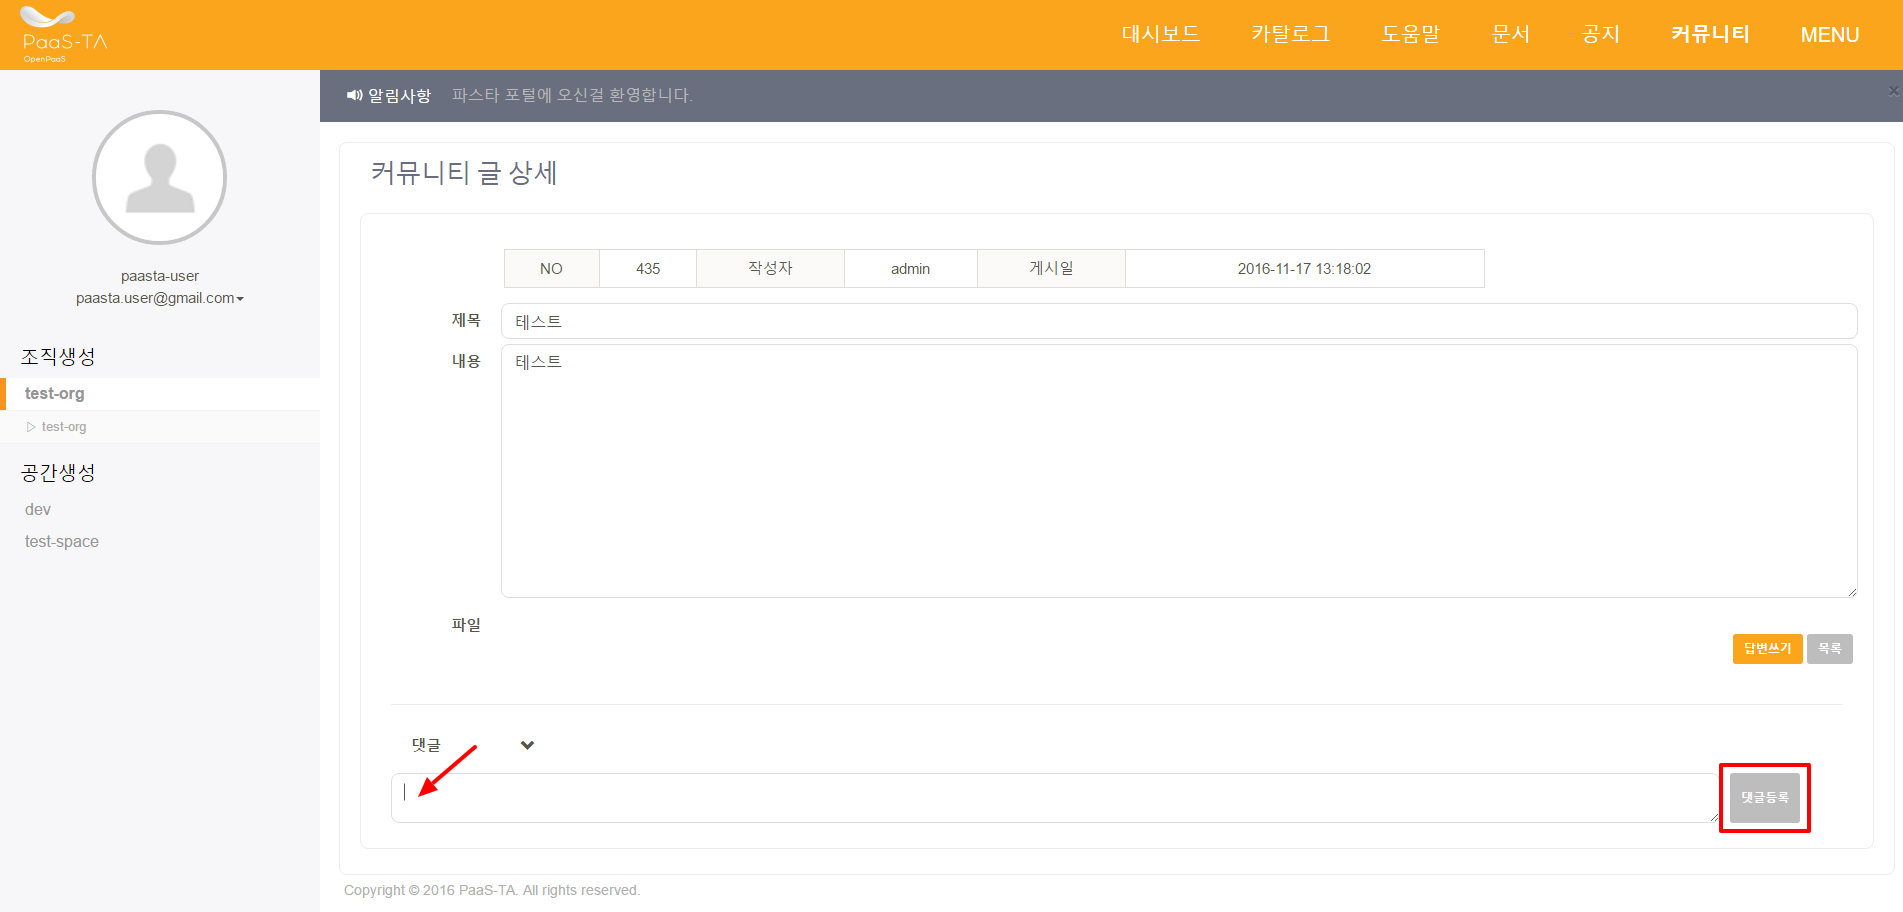 PaaS-TA
OpenPaaS
대시보드 카탈로그 도움말 문서 공지 커뮤니티 MENU
알림사항 파스타 포털에 오신걸 환영합니다.
paasta-user
paasta.user@gmail.com
조직생성
test-org
test-org
공간생성
dev
test-space
커뮤니티 글 상세
NO 435 작성자 admin 게시일 2016-11-17 13:18:02
제목 테스트
내용 테스트
파일
답변쓰기 목록
댓글
댓글등록
Copyright © 2016 PaaS-TA. All rights reserved.